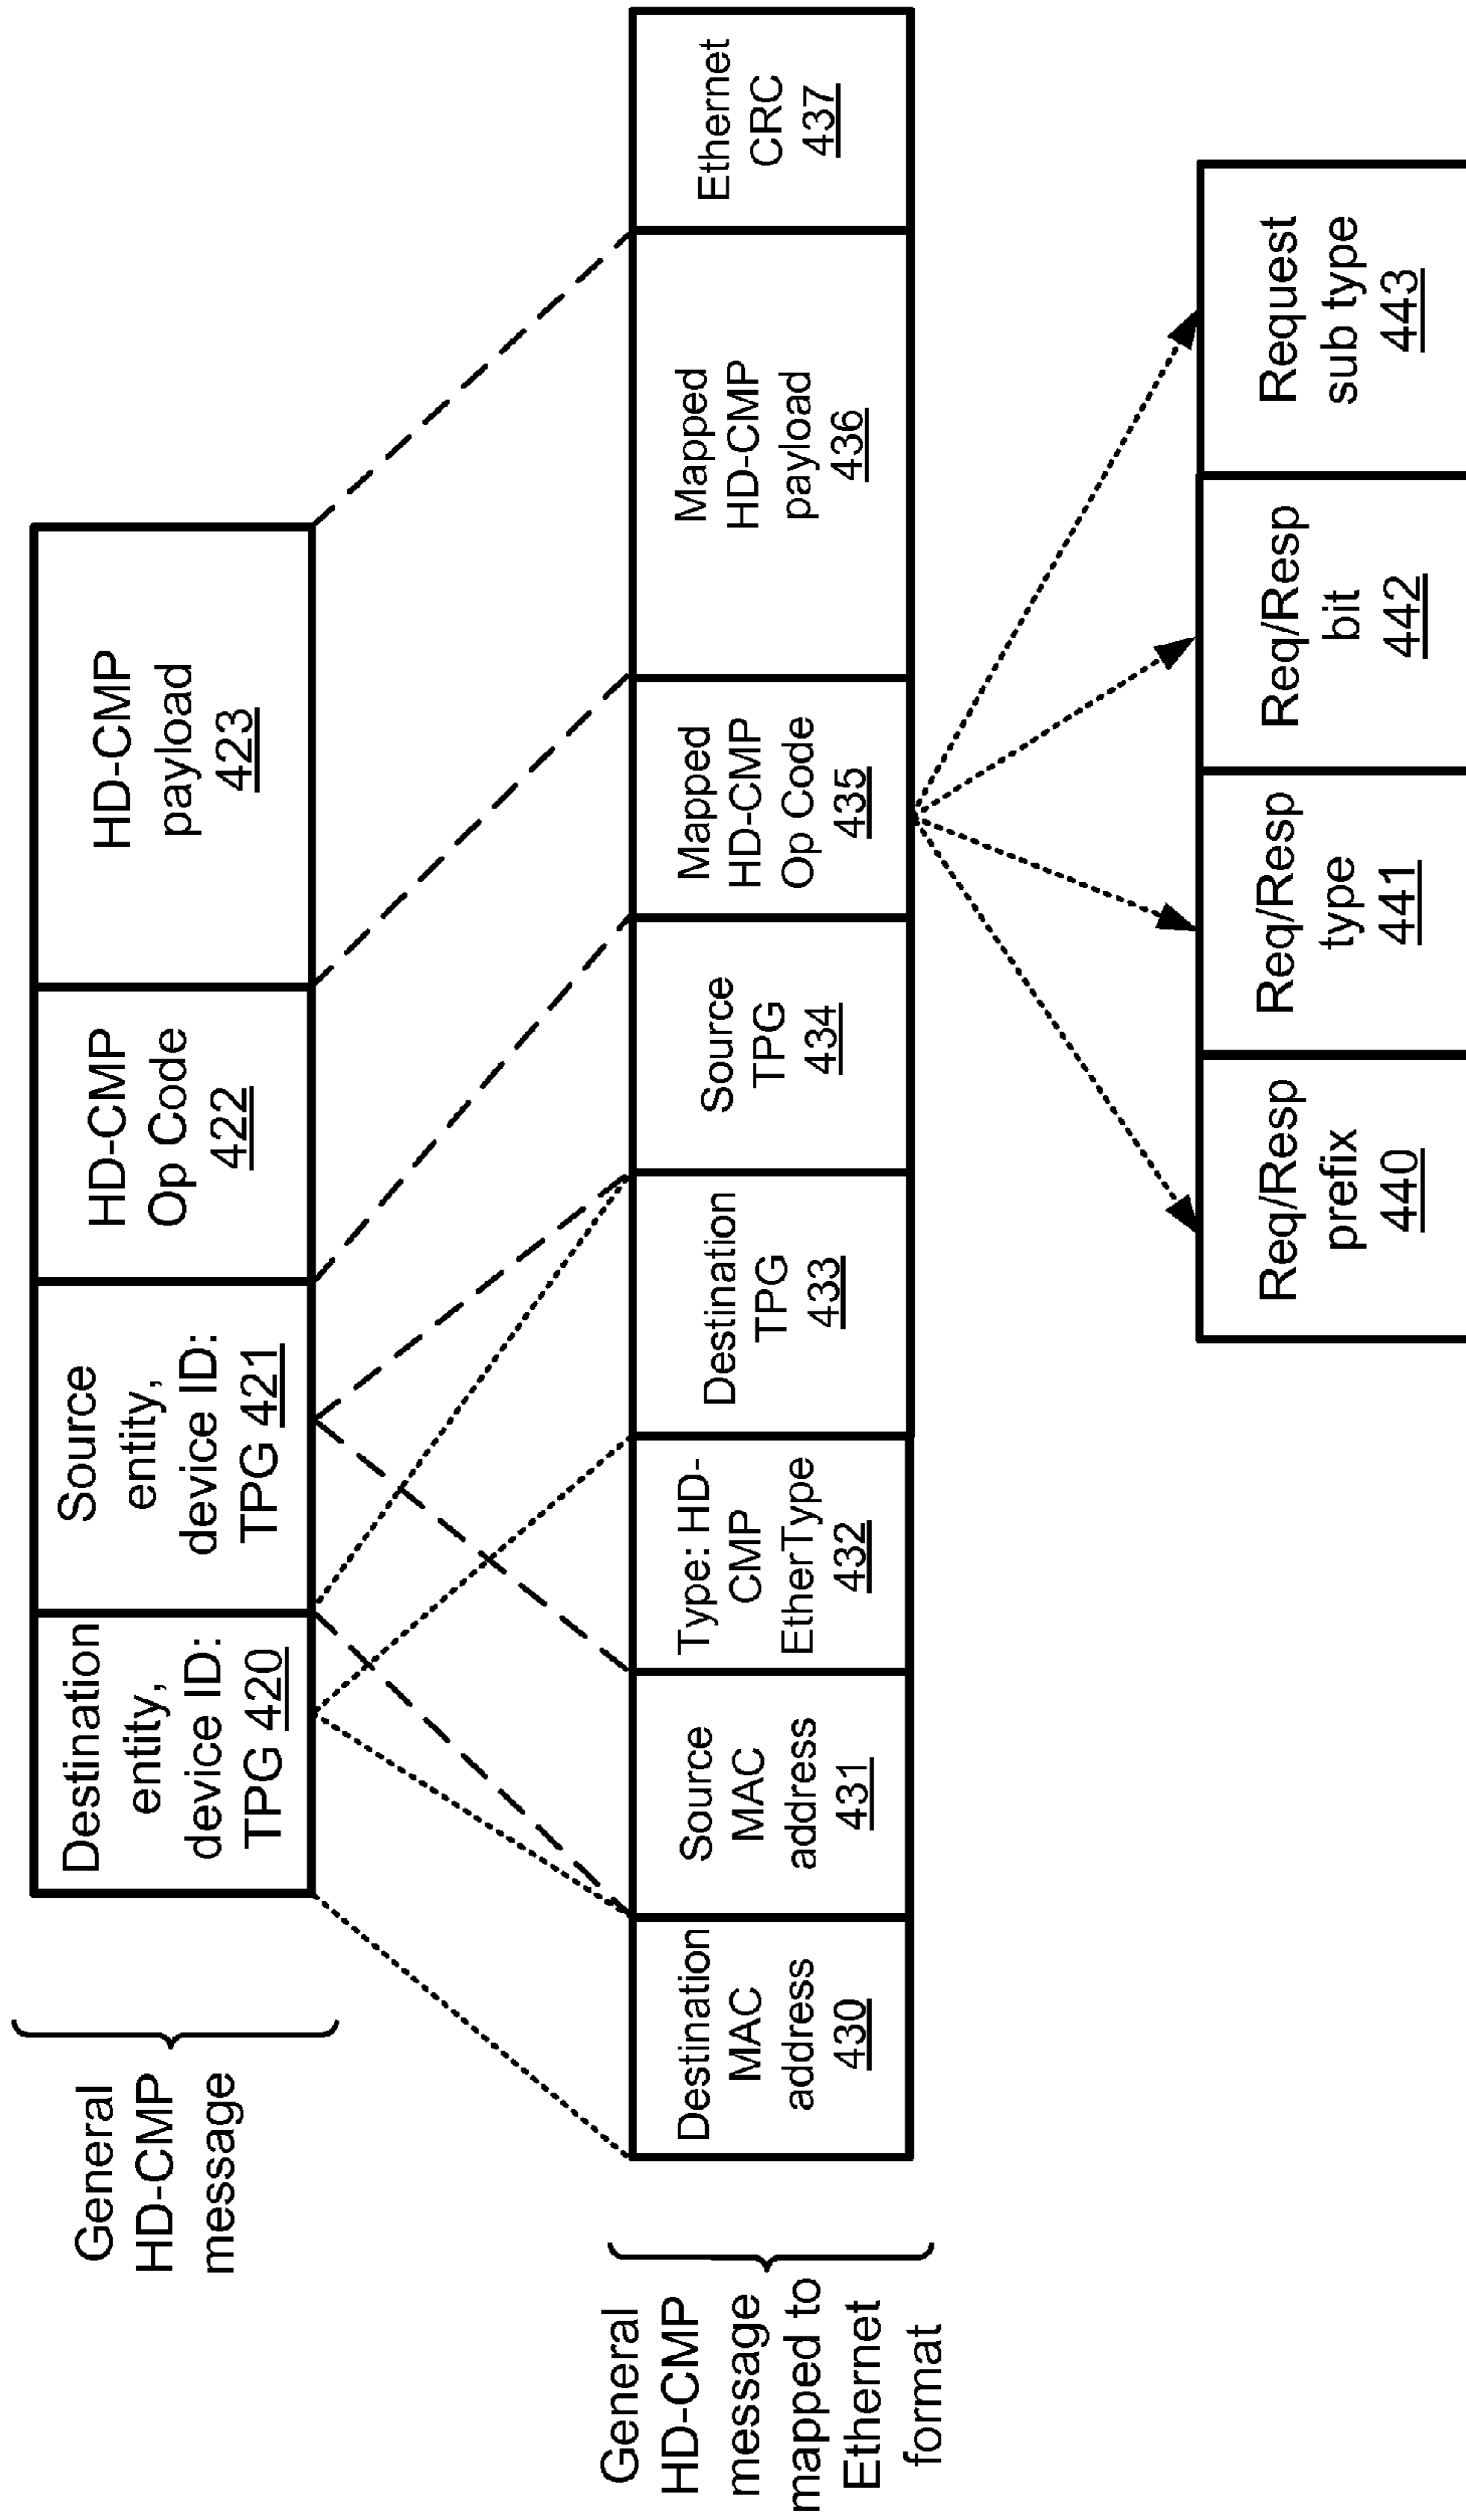 General
HD-CMP
message
Destination
entity,
device ID:
TPG 420
Source
entity,
device ID:
TPG 421
HD-CMP
Op Code
422
HD-CMP
payload
423
General
HD-CMP
message
mapped to
Ethernet
format
Destination
MAC
address
430
Source
MAC
address
431
Type: HD-
CMP
EtherType
432
Destination
TPG
433
Source
TPG
434
Mapped
HD-CMP
Op Code
435
Mapped
HD-CMP
payload
436
Ethernet
CRC
437
Req/Resp
prefix
440
Req/Resp
type
441
Req/Resp
bit
442
Request
sub type
443